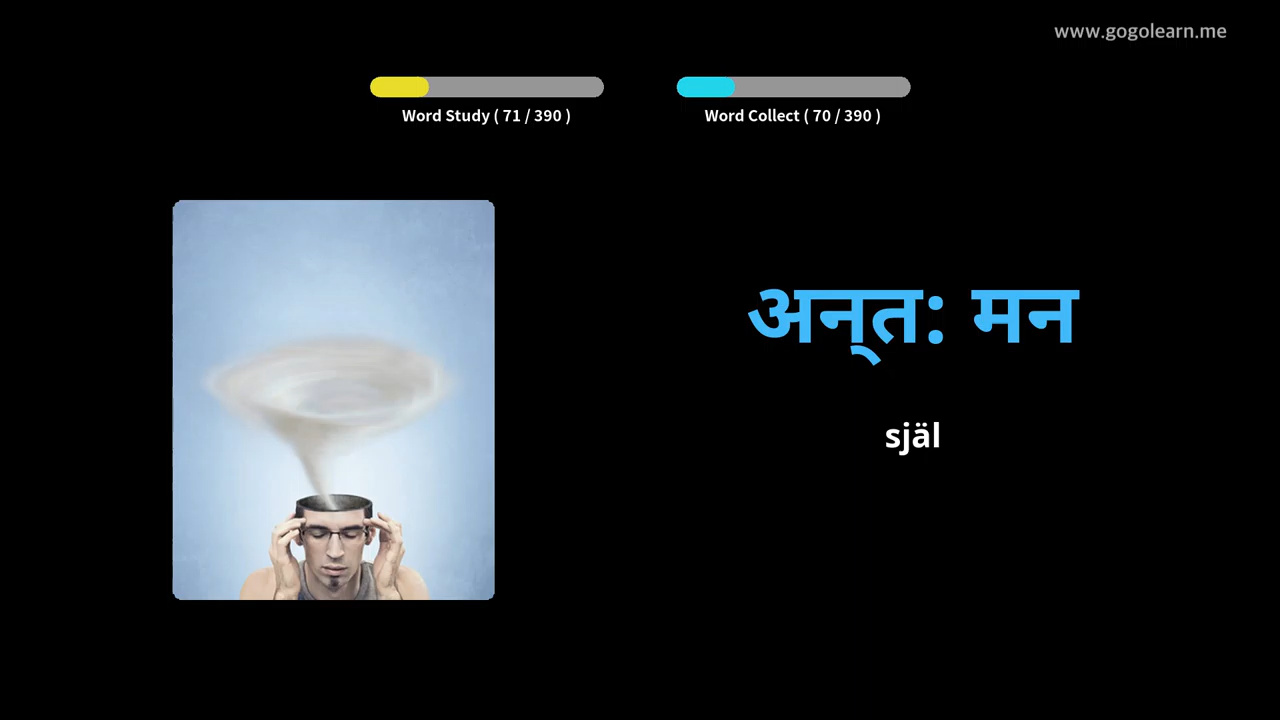 www.gogolearn.me
Word Study ( 71 / 390 )
Word Collect ( 70 / 390 )
अन्‌त: मन
själ